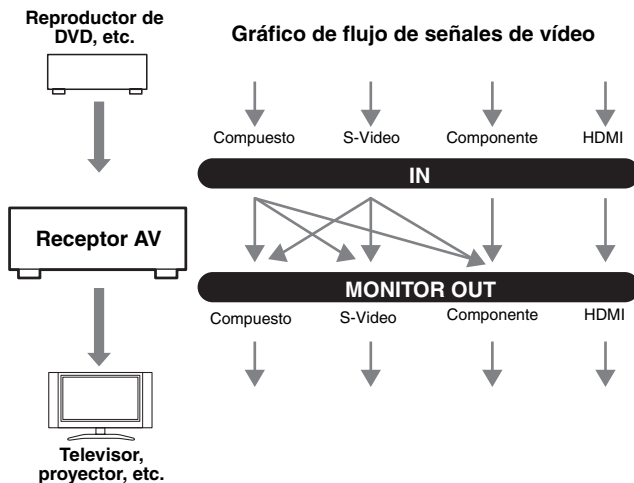 Reproductor de
DVD, etc.
Gráfico de flujo de señales de vídeo
Compuesto S-Video Componente HDMI
IN
Receptor AV
MONITOR OUT
Compuesto S-Video Componente HDMI
Televisor,
proyector, etc.